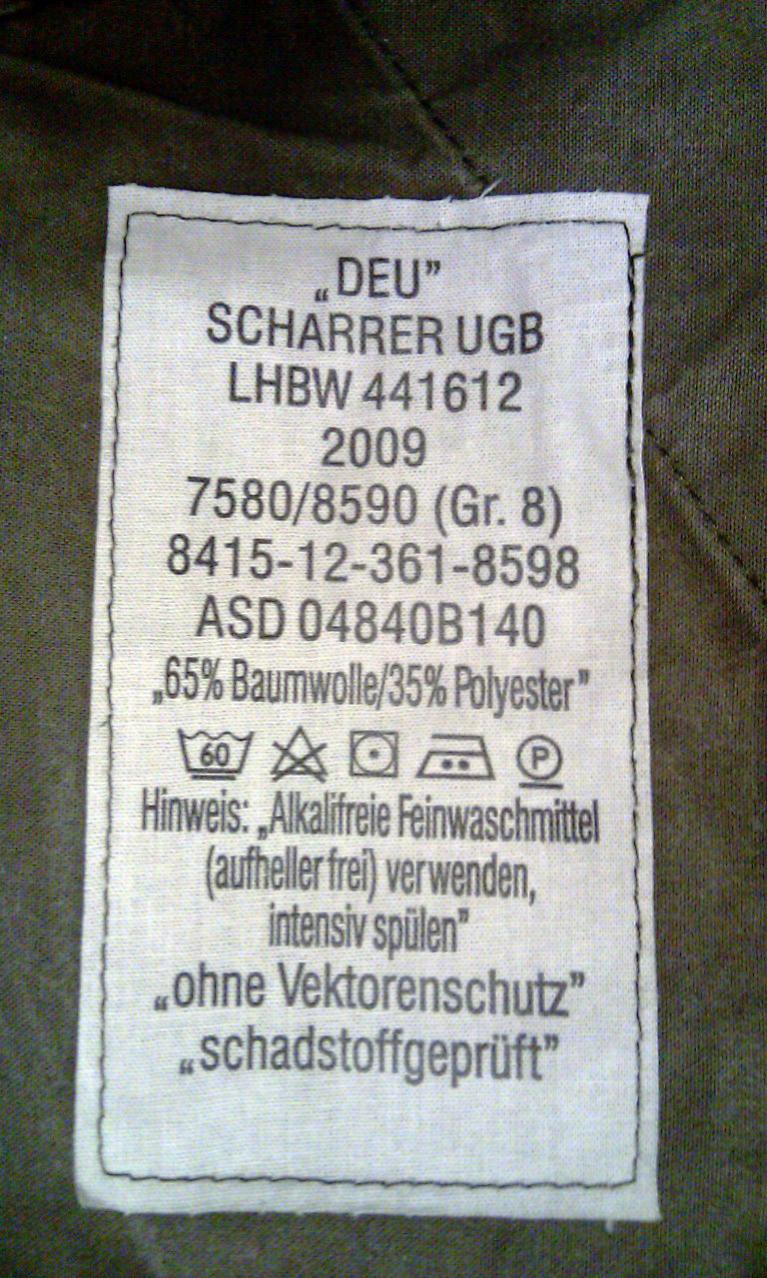 „DEU”
SCHARRER UGB
LHBW 441612
2009
7580/8590 (Gr. 8)
8415-12-361-8598
ASD 04840B140
„65% Baumwolle/35% Polyester”
60 P
Hinweis: „Alkalifreie Feinwaschmittel
(aufheller frei) verwenden,
intensiv spülen”
„ohne Vektorenschutz”
„schadstoffgeprüft”